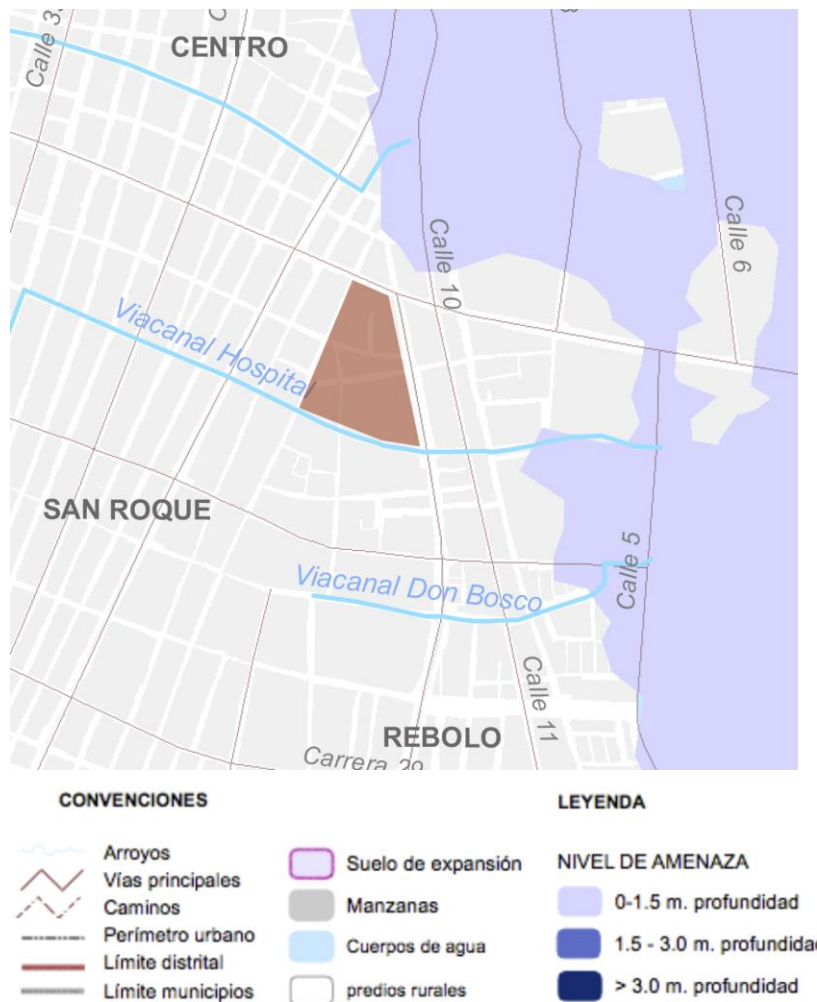 CENTRO
Calle 10
Calle 6
Viacanal Hospital
SAN ROQUE
Calle 5
Viacanal Don Bosco
Calle 11
REBOLO
Carrera 29
CONVENCIONES
Arroyos
Vías principales
Caminos
Perímetro urbano
Límite distrital
Límite municipios
Suelo de expansión
Manzanas
Cuerpos de agua
predios rurales
LEYENDA
NIVEL DE AMENAZA
0-1.5 m. profundidad
1.5 - 3.0 m. profundidad
> 3.0 m. profundidad